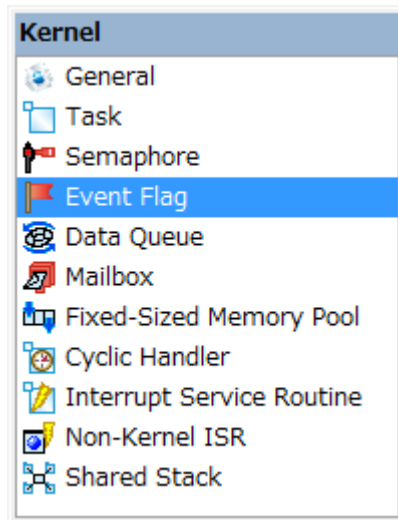 Kernel
General
Task
Semaphore
Event Flag
Data Queue
Mailbox
Fixed-Sized Memory Pool
Cyclic Handler
Interrupt Service Routine
Non-Kernel ISR
Shared Stack